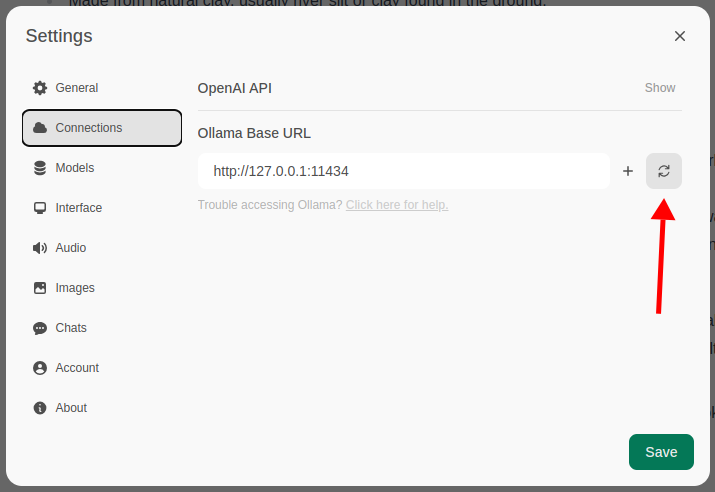 Made from natural clay, usually river silt or clay found in the ground.
Settings
General
Connections
Models
Interface
Audio
Images
Chats
Account
About
OpenAI API
Show
Ollama Base URL
http://127.0.0.1:11434
Trouble accessing Ollama? Click here for help.
Save